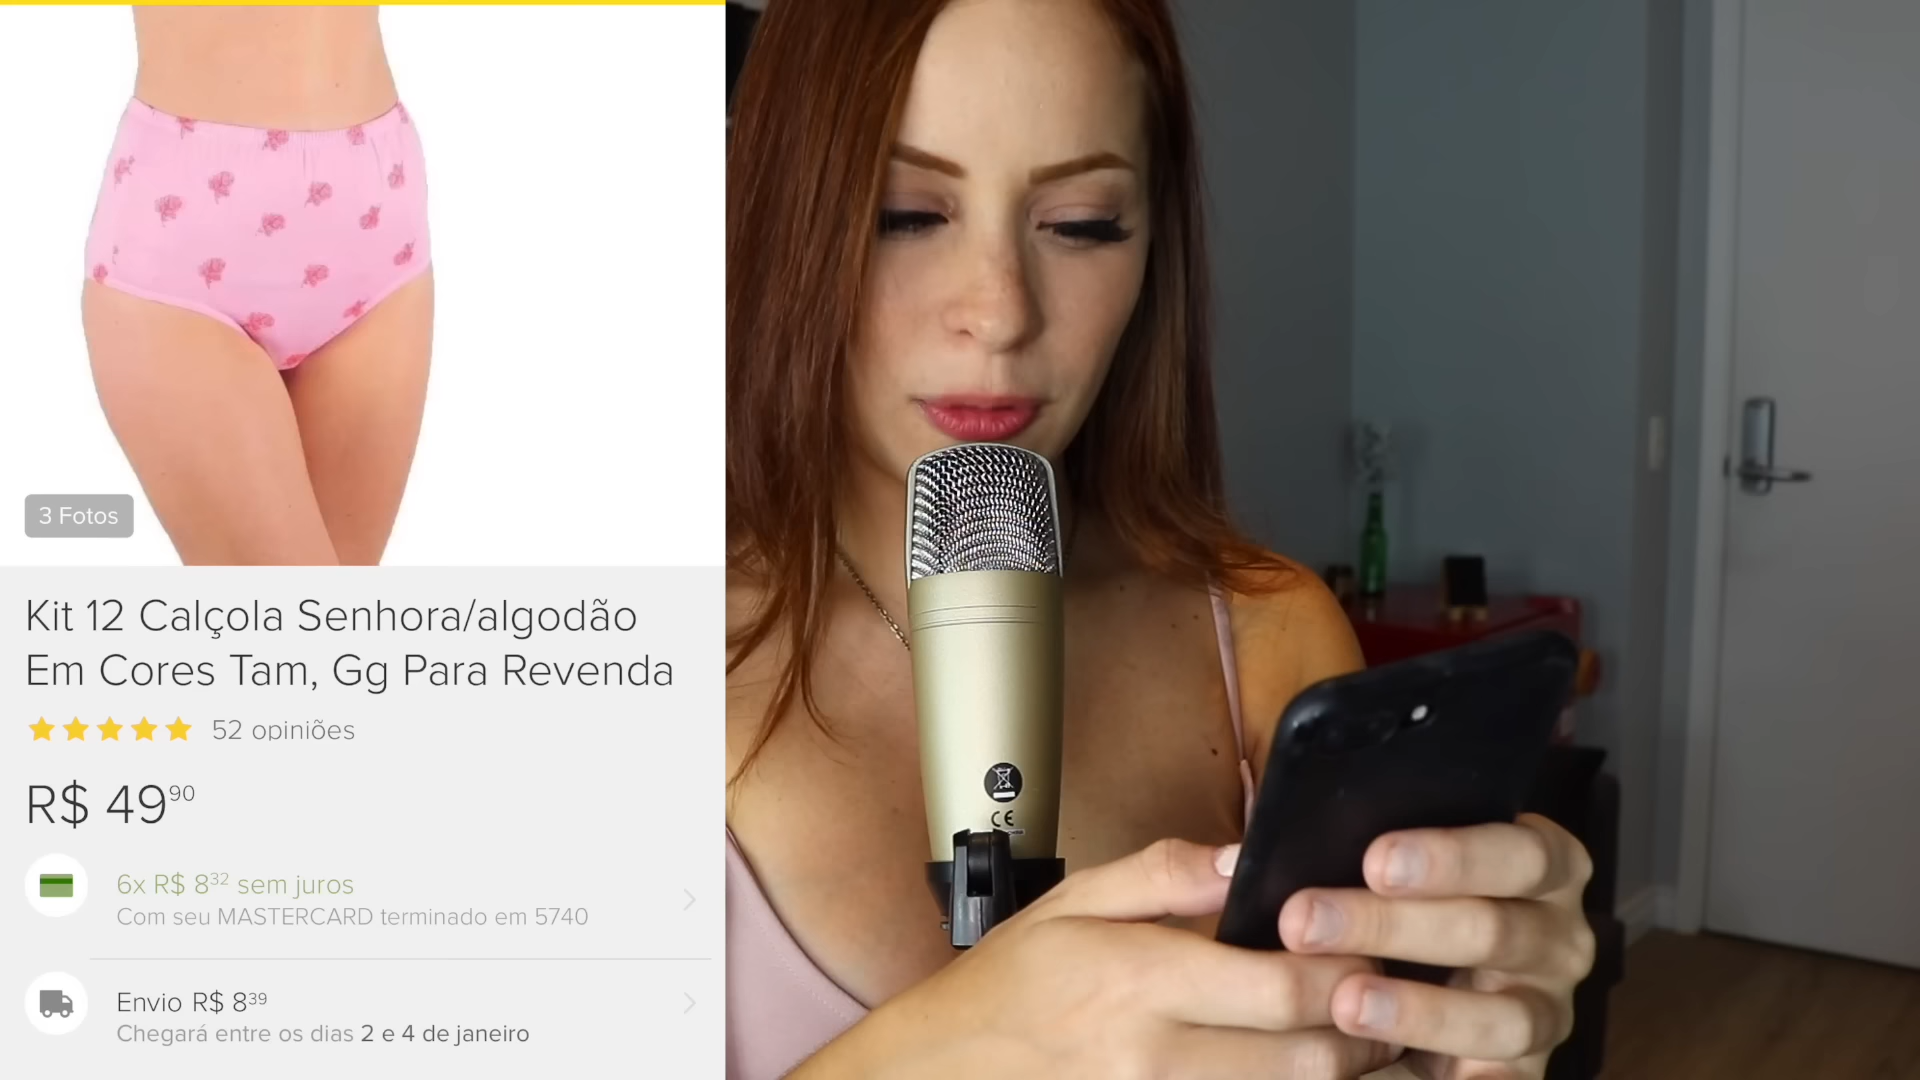 3 Fotos
Kit 12 Calçola Senhora/algodão
Em Cores Tam, Gg Para Revenda
52 opiniões
R$ 49⁹⁰
6x R$ 8³² sem juros
Com seu MASTERCARD terminado em 5740
Envio R$ 8³⁹
Chegará entre os dias 2 e 4 de janeiro
CE